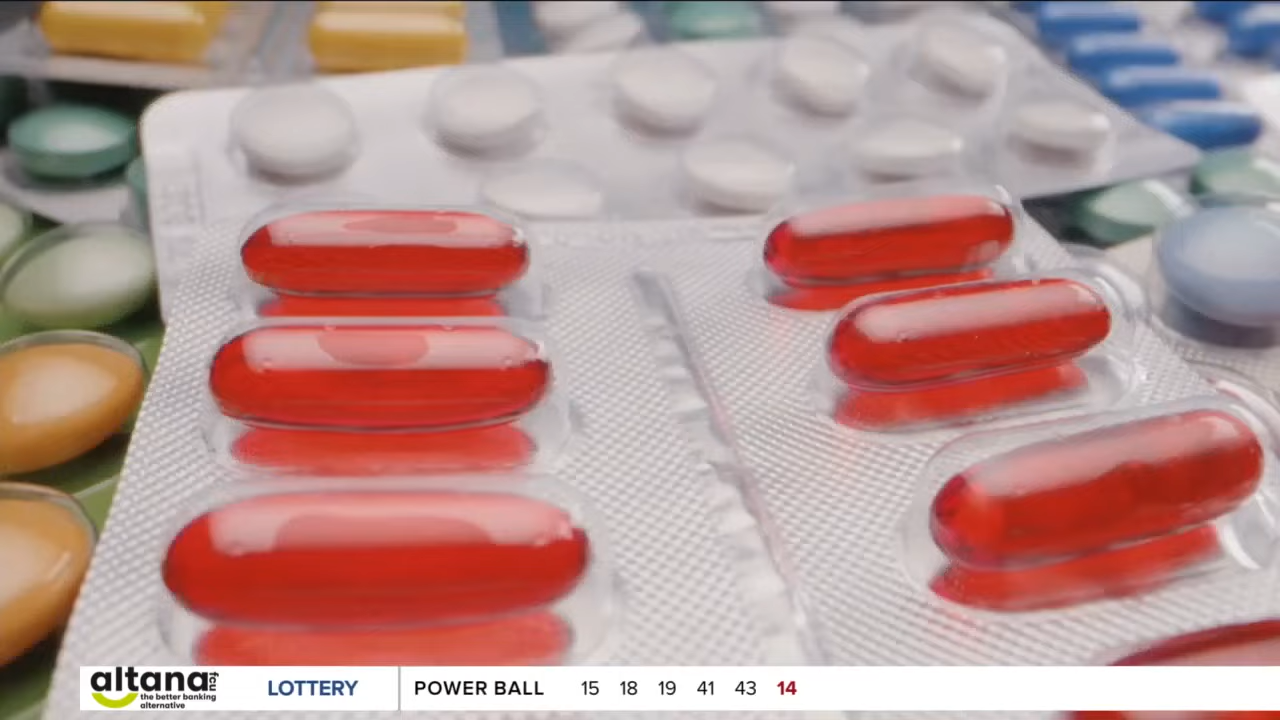 altana fcu
the better banking
alternative
LOTTERY
POWER BALL 15 18 19 41 43 14